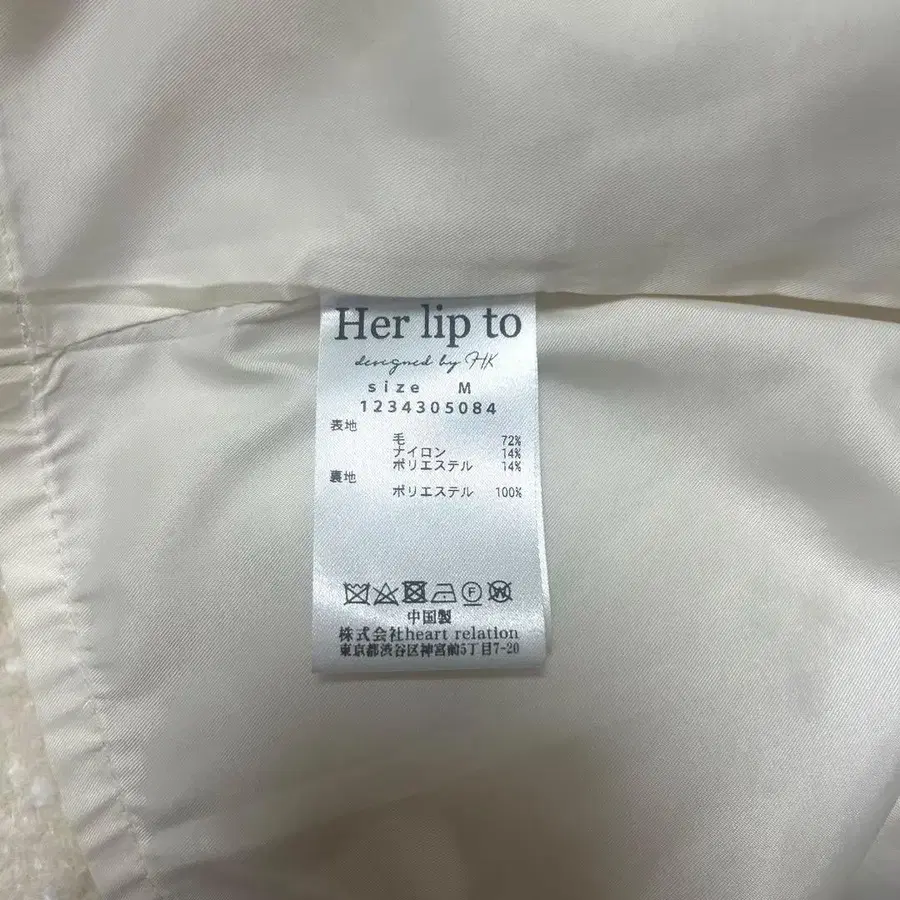 Her lip to
designed by HK
size M
1234305084
表地
毛 72%
ナイロン 14%
ポリエステル 14%
裏地
ポリエステル 100%
F W
中国製
株式会社heart relation
東京都渋谷区神宮前5丁目7-20